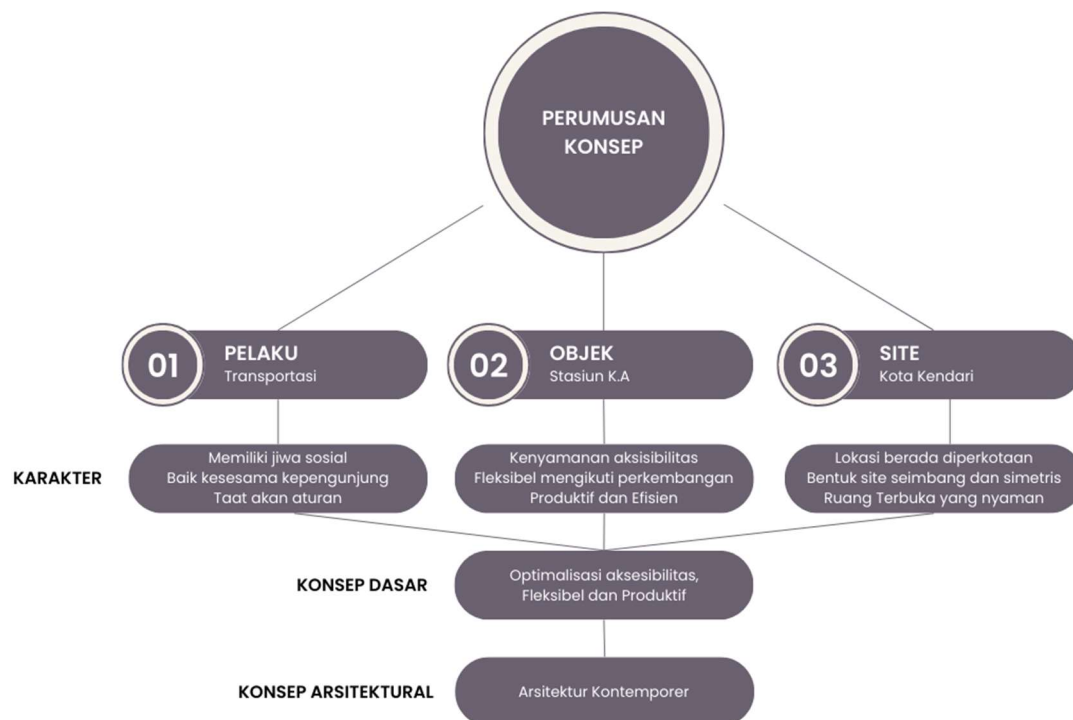 PERUMUSAN
KONSEP
01
PELAKU
Transportasi
02
OBJEK
Stasiun K.A
03
SITE
Kota Kendari
KARAKTER
Memiliki jiwa sosial
Baik kesesama kepengunjung
Taat akan aturan
Kenyamanan aksisibilitas
Fleksibel mengikuti perkembangan
Produktif dan Efisien
Lokasi berada diperkotaan
Bentuk site seimbang dan simetris
Ruang Terbuka yang nyaman
KONSEP DASAR
Optimalisasi aksesibilitas,
Fleksibel dan Produktif
KONSEP ARSITEKTURAL
Arsitektur Kontemporer